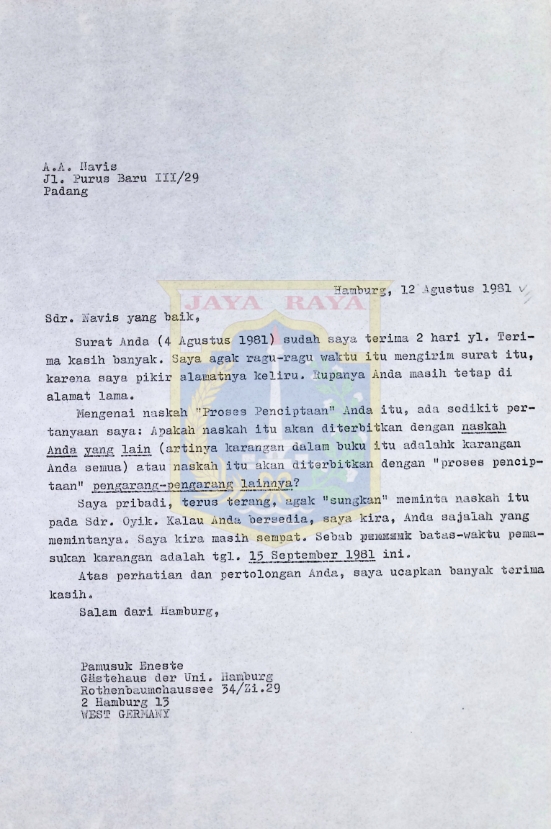 A.A. Navis
Jl. Purus Baru III/29
Padang
Hamburg, 12 Agustus 1981
JAYA RAYA
Sdr. Navis yang baik,
Surat Anda (4 Agustus 1981) sudah saya terima 2 hari yl. Teri-
ma kasih banyak. Saya agak ragu-ragu waktu itu mengirim surat itu,
karena saya pikir alamatnya keliru. Rupanya Anda masih tetap di
alamat lama.
Mengenai naskah "Proses Penciptaan" Anda itu, ada sedikit per-
tanyaan saya: Apakah naskah itu akan diterbitkan dengan naskah
Anda yang lain (artinya karangan dalam buku itu adalahk karangan
Anda semua) atau naskah itu akan diterbitkan dengan "proses pencip-
taan" pengarang-pengarang lainnya?
Saya pribadi, terus terang, agak "sungkan" meminta naskah itu
pada Sdr. Oyik. Kalau Anda bersedia, saya kira, Anda sajalah yang
memintanya. Saya kira masih sempat. Sebab batas-waktu pema-
sukan karangan adalah tgl. 15 September 1981 ini.
Atas perhatian dan pertolongan Anda, saya ucapkan banyak terima
kasih.
Salam dari Hamburg,
Pamusuk Eneste
Gästehaus der Uni. Hamburg
Rothenbaumchaussee 34/Zi.29
2 Hamburg 13
WEST GERMANY